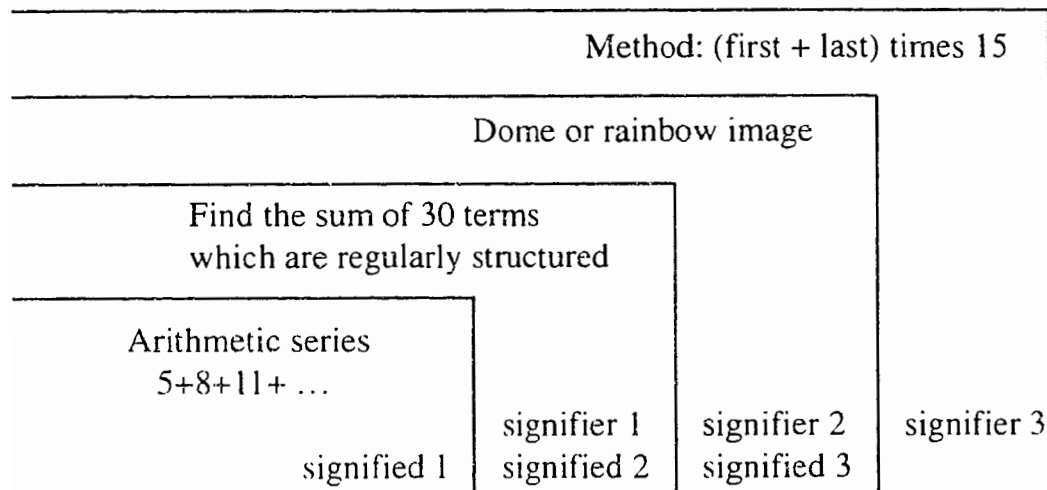 Method: (first + last) times 15
Dome or rainbow image
Find the sum of 30 terms
which are regularly structured
Arithmetic series
5+8+11+ ...
signifier 1
signifier 2
signifier 3
signified 1
signified 2
signified 3